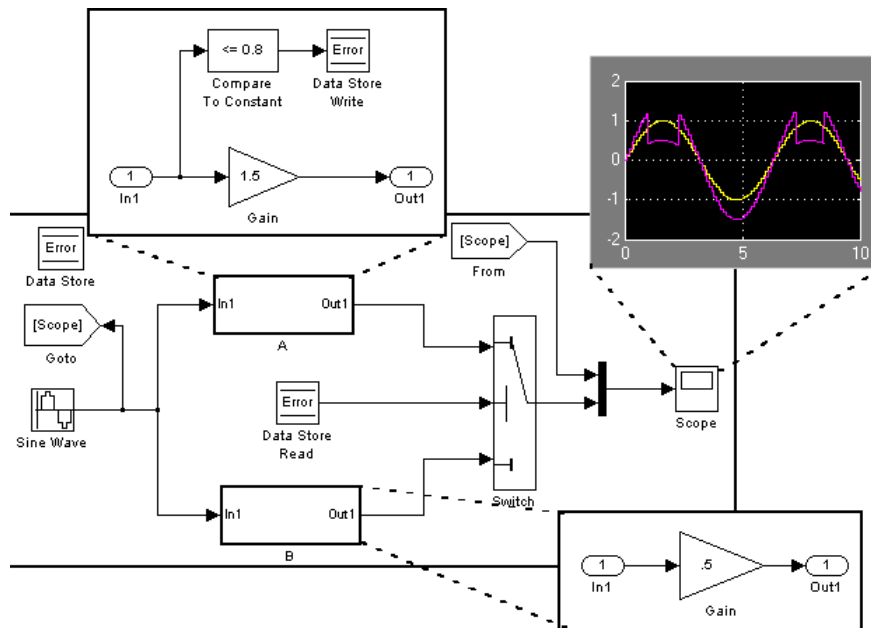 <= 0.8
Error
Compare
To Constant
Data Store
Write
1
In1
1.5
Gain
1
Out1
2
1
0
-1
-2
0
5
10
Error
Data Store
[Scope]
From
[Scope]
Goto
In1
Out1
A
Sine Wave
Error
Data Store
Read
Switch
Scope
In1
Out1
B
1
In1
.5
Gain
1
Out1